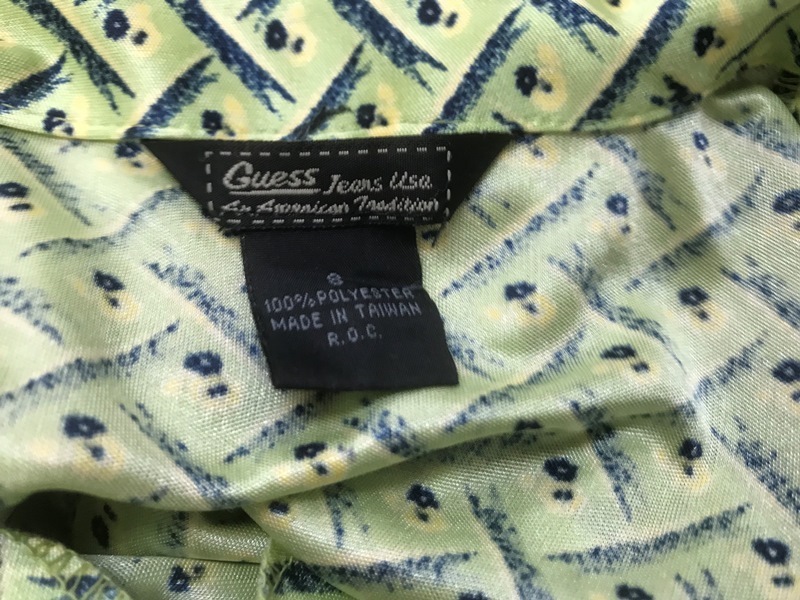 Guess Jeans Usa
An American Tradition
8
100% POLYESTER
MADE IN TAIWAN
R.O.C.